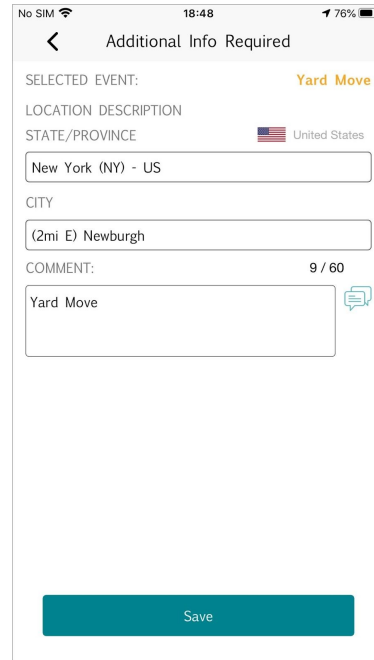 No SIM 18:48 76%
Additional Info Required
SELECTED EVENT: Yard Move
LOCATION DESCRIPTION
STATE/PROVINCE United States
New York (NY) - US
CITY
(2mi E) Newburgh
COMMENT: 9 / 60
Yard Move
Save